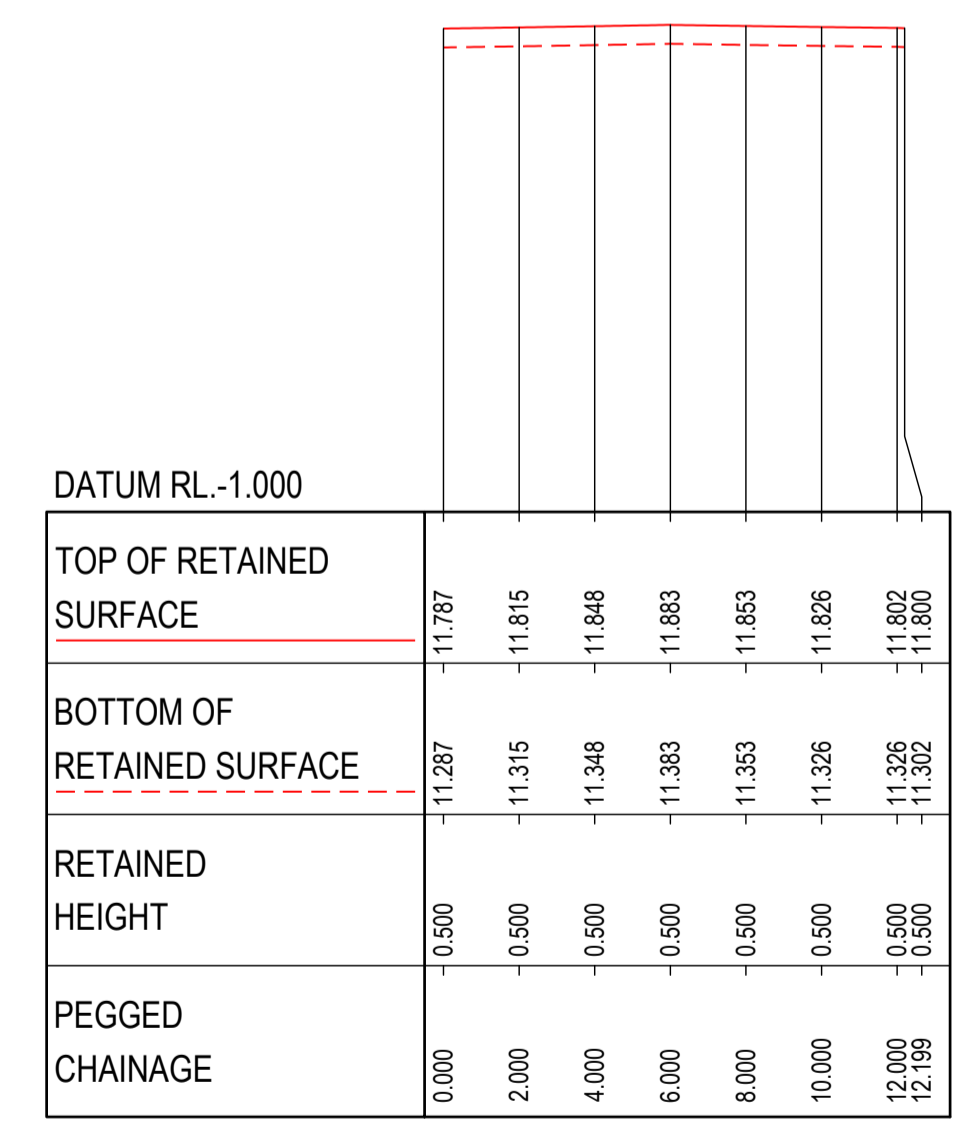 DATUM RL.-1.000
TOP OF RETAINED
SURFACE
11.787 11.815 11.848 11.883 11.853 11.826 11.802 11.800
BOTTOM OF
RETAINED SURFACE
11.287 11.315 11.348 11.383 11.353 11.326 11.326 11.302
RETAINED
HEIGHT
0.500 0.500 0.500 0.500 0.500 0.500 0.500 0.500
PEGGED
CHAINAGE
0.000 2.000 4.000 6.000 8.000 10.000 12.000 12.199